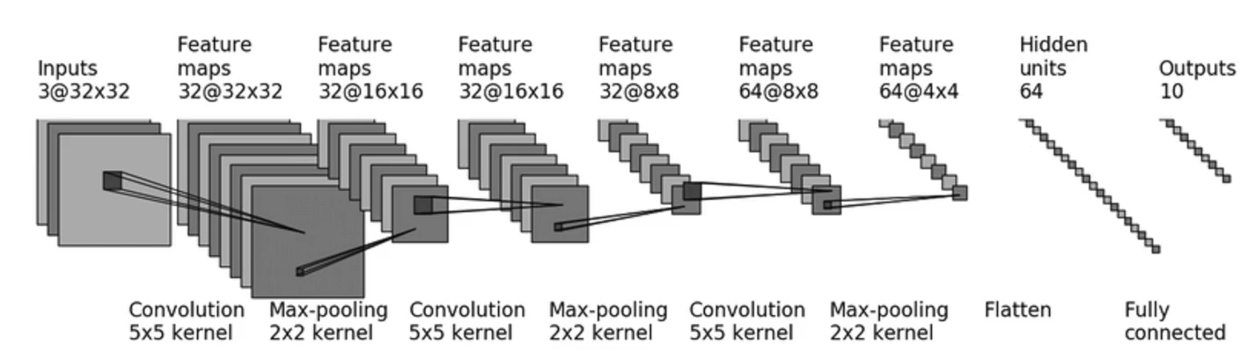 Inputs
3@32x32
Feature
maps
32@32x32
Feature
maps
32@16x16
Feature
maps
32@16x16
Feature
maps
32@8x8
Feature
maps
64@8x8
Feature
maps
64@4x4
Hidden
units
64
Outputs
10
Convolution
5x5 kernel
Max-pooling
2x2 kernel
Convolution
5x5 kernel
Max-pooling
2x2 kernel
Convolution
5x5 kernel
Max-pooling
2x2 kernel
Flatten
Fully
connected